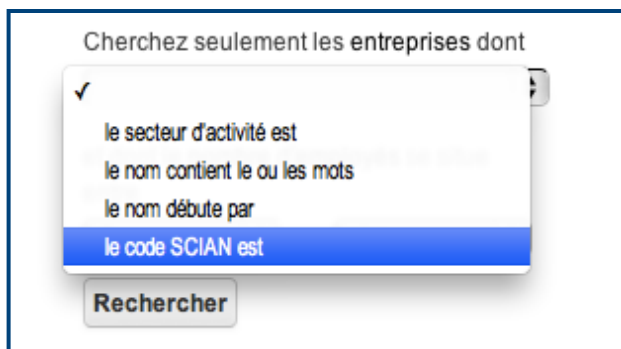 Cherchez seulement les entreprises dont
✓
le secteur d'activité est
le nom contient le ou les mots
le nom débute par
le code SCIAN est
Rechercher